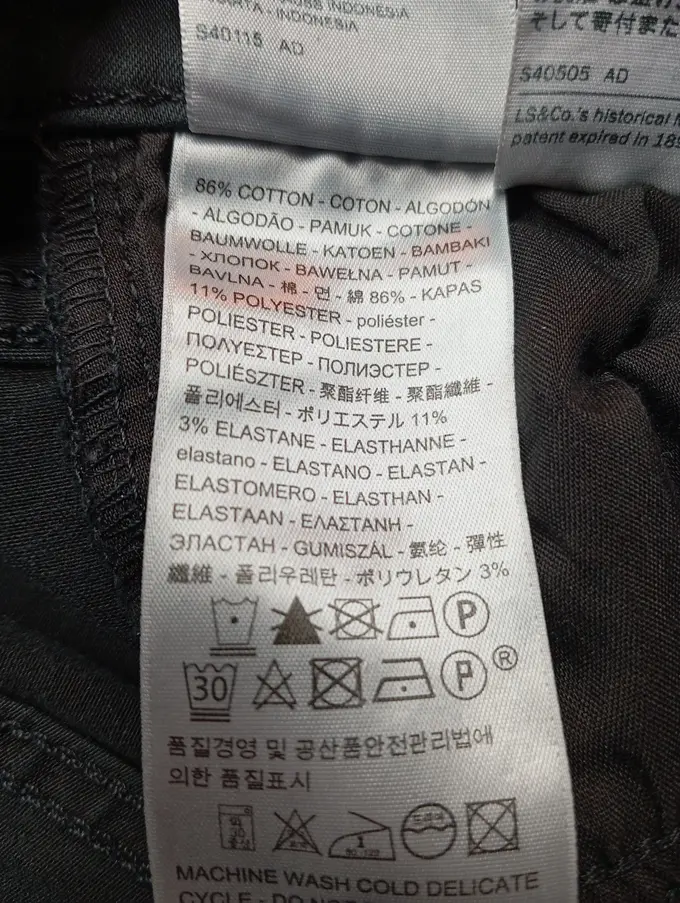 INDONESIA
- INDONESIA
S40115 AD
そして寄付また
S40505 AD
LS&Co.'s historical
patent expired in 189
86% COTTON - COTON - ALGODÓN
- ALGODÃO - PAMUK - COTONE -
BAUMWOLLE - KATOEN - BAMBAKI
- ХЛОПОК - BAWEŁNA - PAMUT -
BAVLNA - 棉 - 면 - 綿 86% - KAPAS
11% POLYESTER - poliéster -
POLIESTER - POLIESTERE -
ΠΟΛΥΕΣΤΕΡ - ПОЛИЭСТЕР -
POLIÉSZTER - 聚酯纤维 - 聚酯纖維 -
폴리에스터 - ポリエステル 11%
3% ELASTANE - ELASTHANNE -
elastano - ELASTANO - ELASTAN -
ELASTOMERO - ELASTHAN -
ELASTAAN - ΕΛΑΣΤΑΝΗ -
ЭЛАСТАН - GUMISZÁL - 氨纶 - 彈性
纖維 - 폴리우레탄 - ポリウレタン 3%
P
30 P ®
품질경영 및 공산품안전관리법에
의한 품질표시
1
MACHINE WASH COLD DELICATE